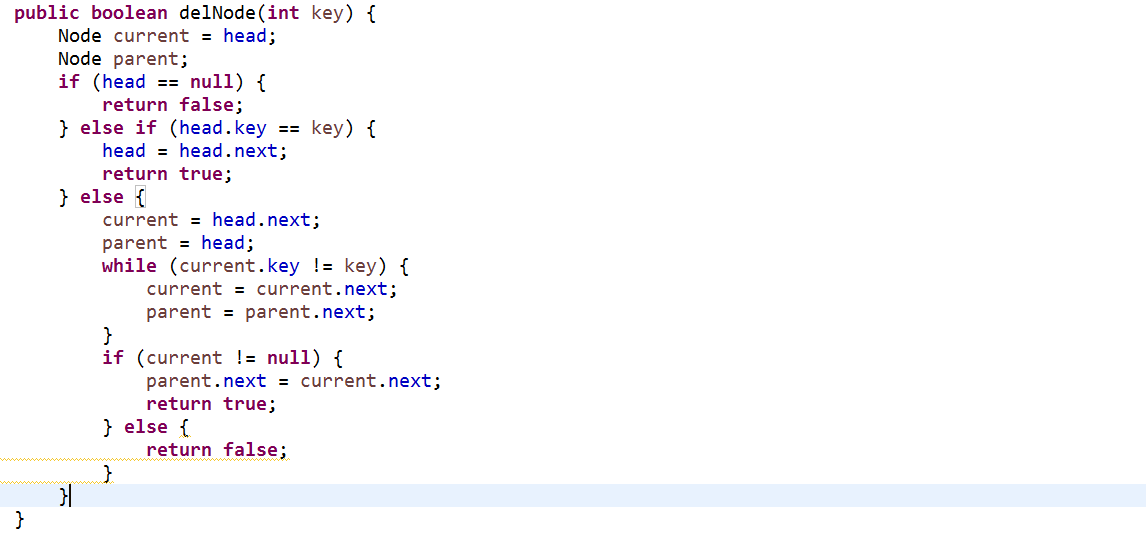 public boolean delNode(int key) {
    Node current = head;
    Node parent;
    if (head == null) {
        return false;
    } else if (head.key == key) {
        head = head.next;
        return true;
    } else {
        current = head.next;
        parent = head;
        while (current.key != key) {
            current = current.next;
            parent = parent.next;
        }
        if (current != null) {
            parent.next = current.next;
            return true;
        } else {
            return false;
        }
    }
}